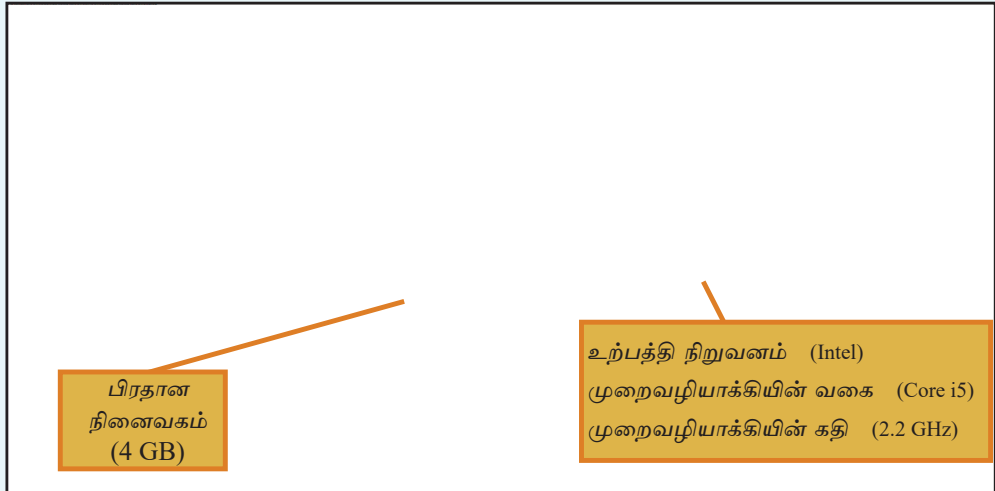 பிரதான
நினைவகம்
(4 GB)
உற்பத்தி நிறுவனம் (Intel)
முறைவழியாக்கியின் வகை (Core i5)
முறைவழியாக்கியின் கதி (2.2 GHz)